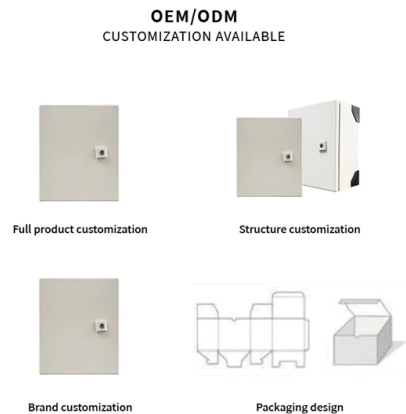 OEM/ODM
CUSTOMIZATION AVAILABLE
Full product customization
Structure customization
Brand customization
Packaging design